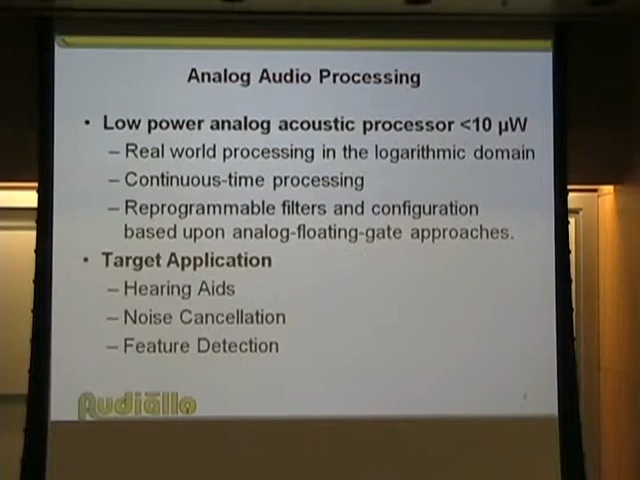 Analog Audio Processing
• Low power analog acoustic processor <10 µW
– Real world processing in the logarithmic domain
– Continuous-time processing
– Reprogrammable filters and configuration
based upon analog-floating-gate approaches.
• Target Application
– Hearing Aids
– Noise Cancellation
– Feature Detection
Audiallo